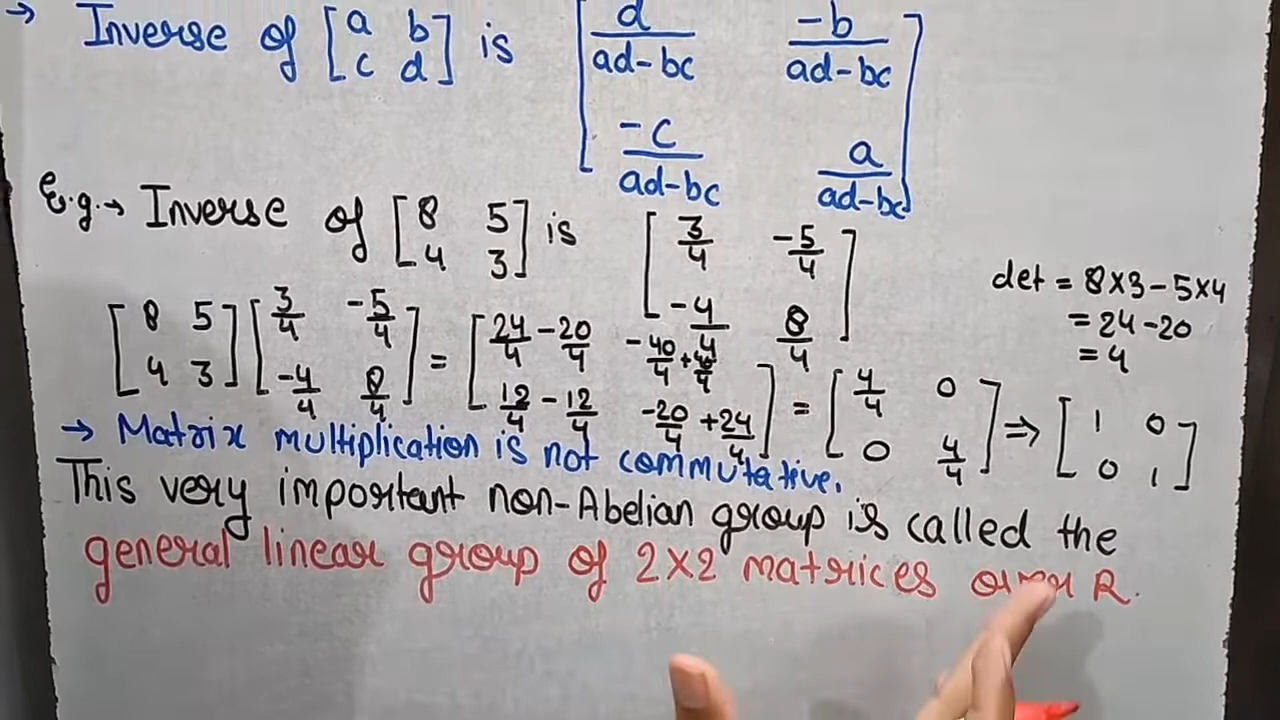 → Inverse of [a b; c d] is [d/ad-bc -b/ad-bc; -c/ad-bc a/ad-bc]
E.g.→ Inverse of [8 5; 4 3] is [3/4 -5/4; -4/4 8/4]
det = 8×3-5×4
= 24-20
= 4
[8 5; 4 3] [3/4 -5/4; -4/4 8/4] = [24/4-20/4 -40/4+40/4; 12/4-12/4 -20/4+24/4] = [4/4 0; 0 4/4] ⇒ [1 0; 0 1]
→ Matrix multiplication is not commutative.
This very important non-Abelian group is called the
general linear group of 2×2 matrices over R.